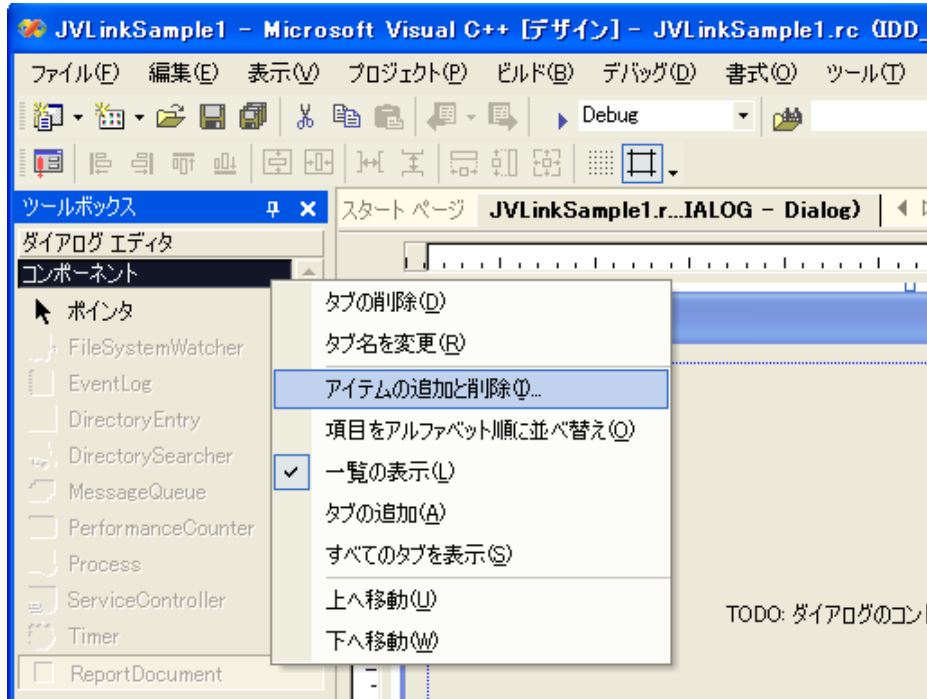 JVLinkSample1 - Microsoft Visual C++ [デザイン] - JVLinkSample1.rc (IDD_
ファイル(F) 編集(E) 表示(V) プロジェクト(P) ビルド(B) デバッグ(D) 書式(O) ツール(T)
Debug
ツールボックス
スタート ページ JVLinkSample1.r...IALOG - Dialog)
ダイアログ エディタ
コンポーネント
ポインタ
FileSystemWatcher
EventLog
DirectoryEntry
DirectorySearcher
MessageQueue
PerformanceCounter
Process
ServiceController
Timer
ReportDocument
タブの削除(D)
タブ名を変更(R)
アイテムの追加と削除(I)...
項目をアルファベット順に並べ替え(O)
一覧の表示(L)
タブの追加(A)
すべてのタブを表示(S)
上へ移動(U)
下へ移動(W)
TODO: ダイアログのコン